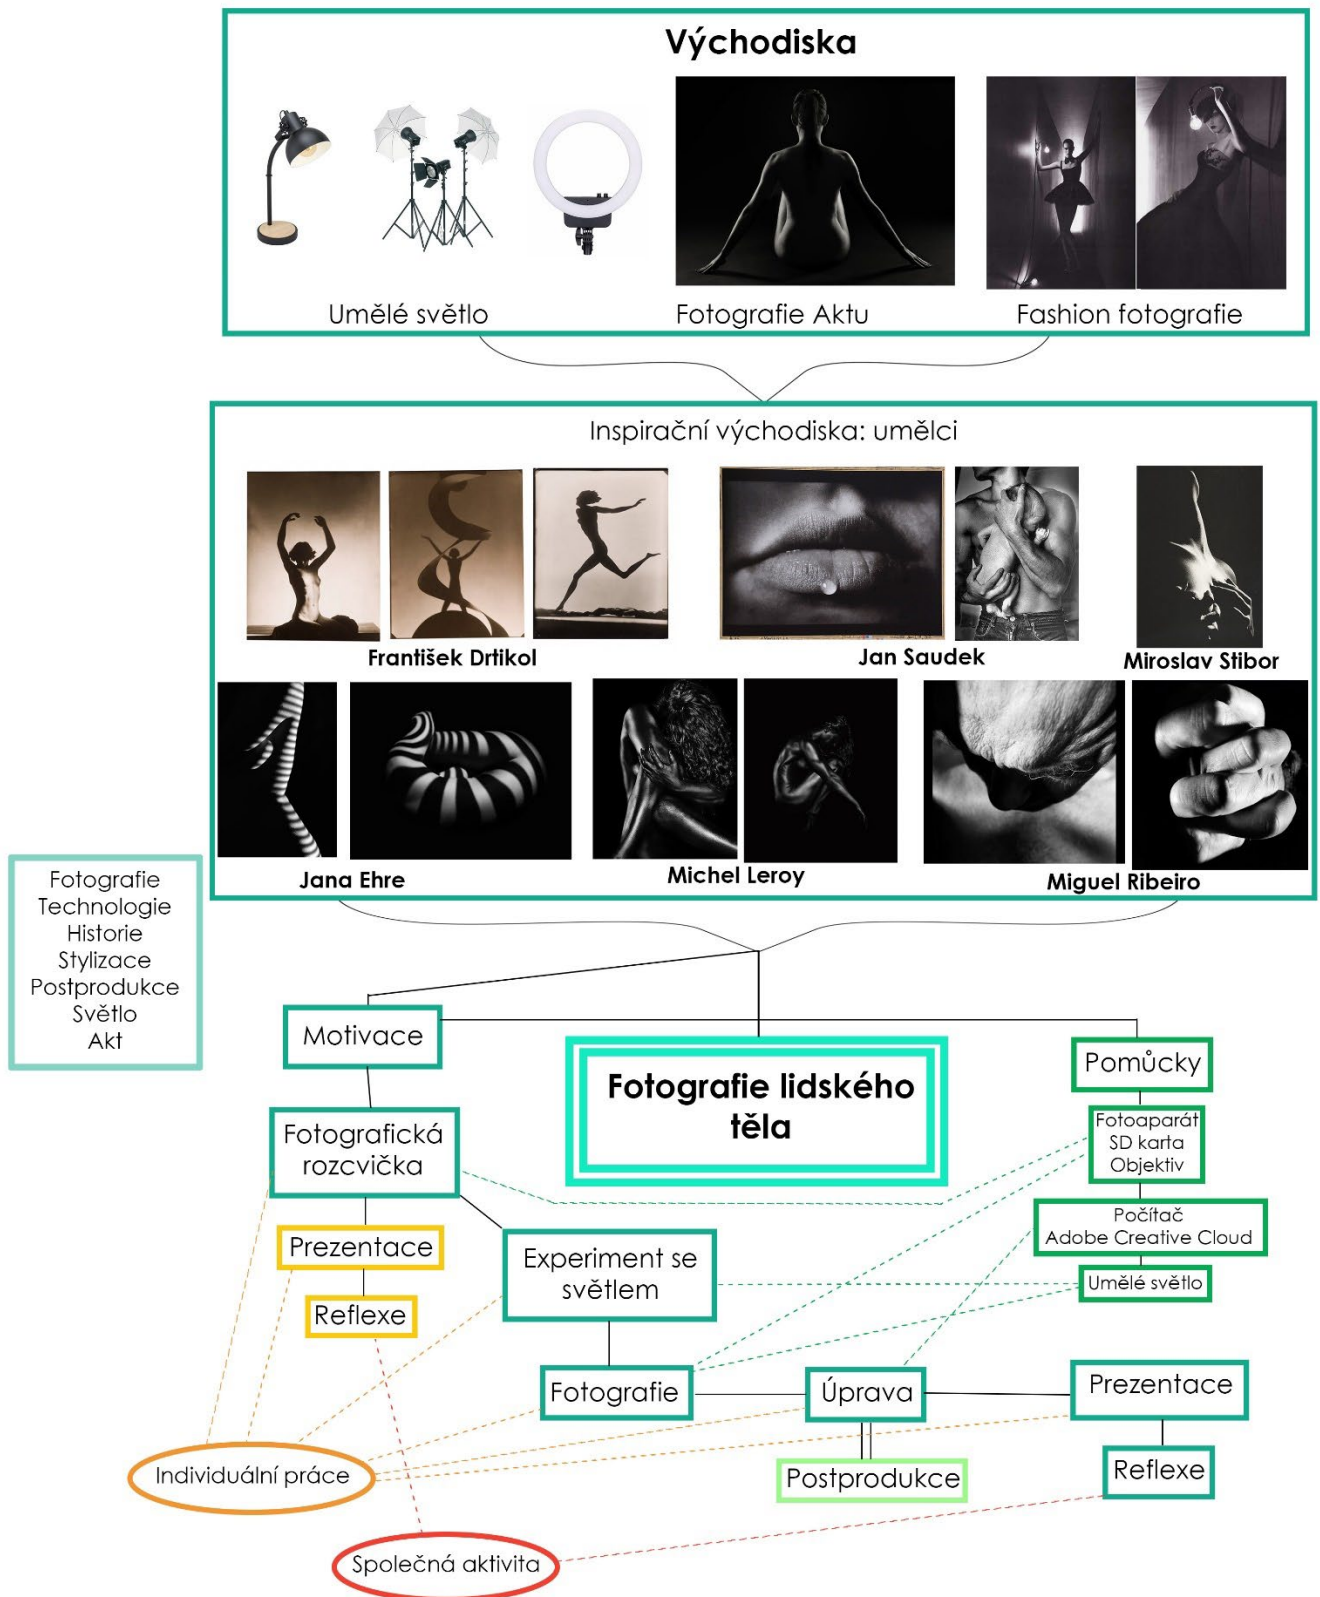 Východiska
Umělé světlo
Fotografie Aktu
Fashion fotografie
Inspirační východiska: umělci
František Drtikol
Jan Saudek
Miroslav Stibor
Jana Ehre
Michel Leroy
Miguel Ribeiro
Fotografie
Technologie
Historie
Stylizace
Postprodukce
Světlo
Akt
Motivace
Fotografie lidského
těla
Pomůcky
Fotografická
rozcvička
Fotoaparát
SD karta
Objektiv
Prezentace
Experiment se
světlem
Počítač
Adobe Creative Cloud
Umělé světlo
Reflexe
Fotografie
Úprava
Prezentace
Individuální práce
Postprodukce
Reflexe
Společná aktivita